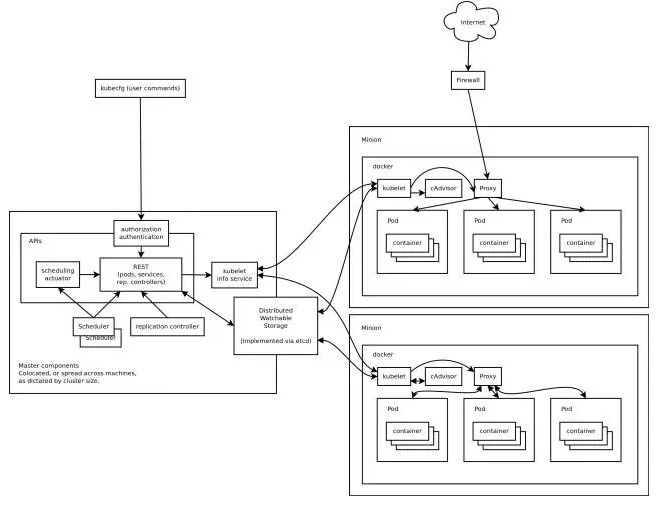 Internet
Firewall
kubecfg (user commands)
Minion
docker
kubelet
cAdvisor
Proxy
Pod
Pod
Pod
container
container
container
authorization
authentication
APIs
REST
(pods, services,
rep. controllers)
scheduling
actuator
kubelet
info service
Scheduler
Scheduler
replication controller
Distributed
Watchable
Storage
(implemented via etcd)
Master components
Colocated, or spread across machines,
as dictated by cluster size.
Minion
docker
kubelet
cAdvisor
Proxy
Pod
Pod
Pod
container
container
container